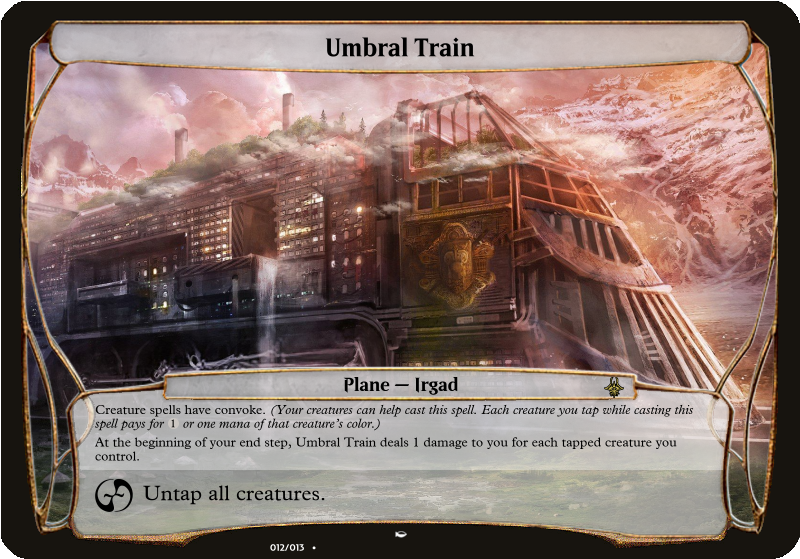 Umbral Train
Plane — Irgad
Creature spells have convoke. (Your creatures can help cast this spell. Each creature you tap while casting this
spell pays for 1 or one mana of that creature's color.)
At the beginning of your end step, Umbral Train deals 1 damage to you for each tapped creature you
control.
Untap all creatures.
012/013 •